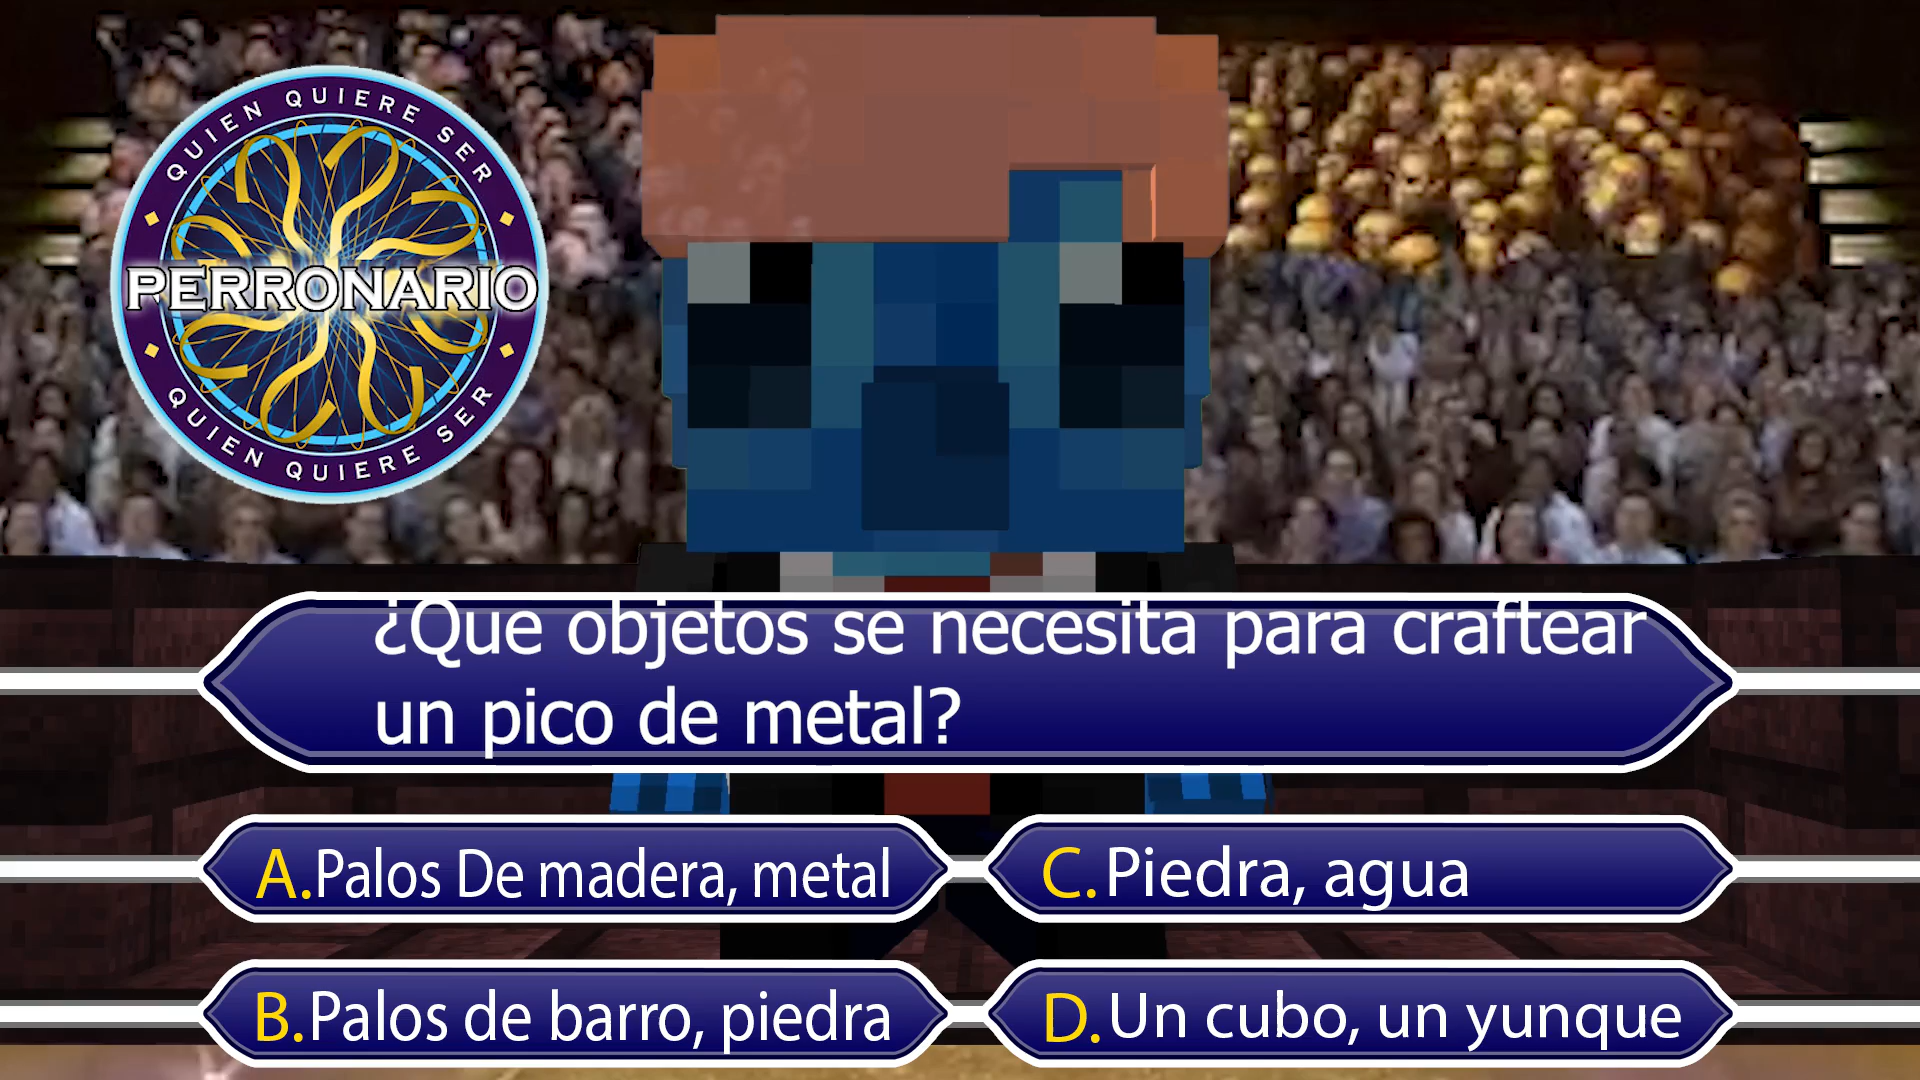 QUIEN QUIERE SER
PERRONARIO
QUIEN QUIERE SER
¿Que objetos se necesita para craftear
un pico de metal?
A.Palos De madera, metal
C.Piedra, agua
B.Palos de barro, piedra
D.Un cubo, un yunque